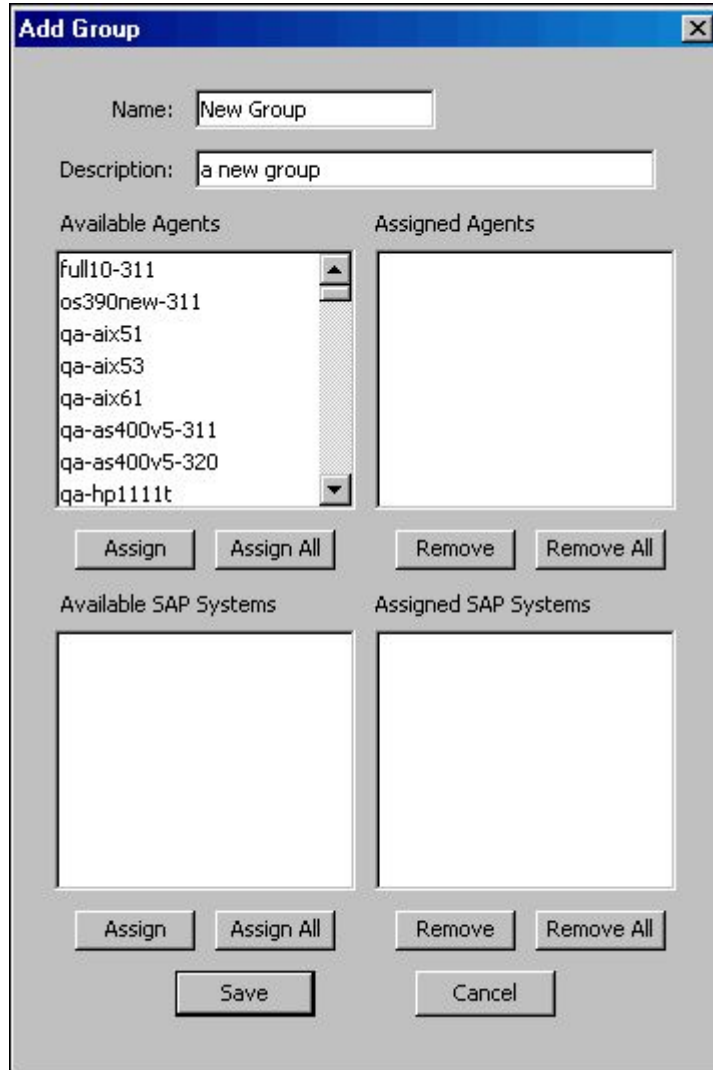 Add Group
Name: New Group
Description: a new group
Available Agents
full10-311
os390new-311
qa-aix51
qa-aix53
qa-aix61
qa-as400v5-311
qa-as400v5-320
qa-hp1111t
Assign Assign All
Assigned Agents
Remove Remove All
Available SAP Systems
Assign Assign All
Assigned SAP Systems
Remove Remove All
Save Cancel